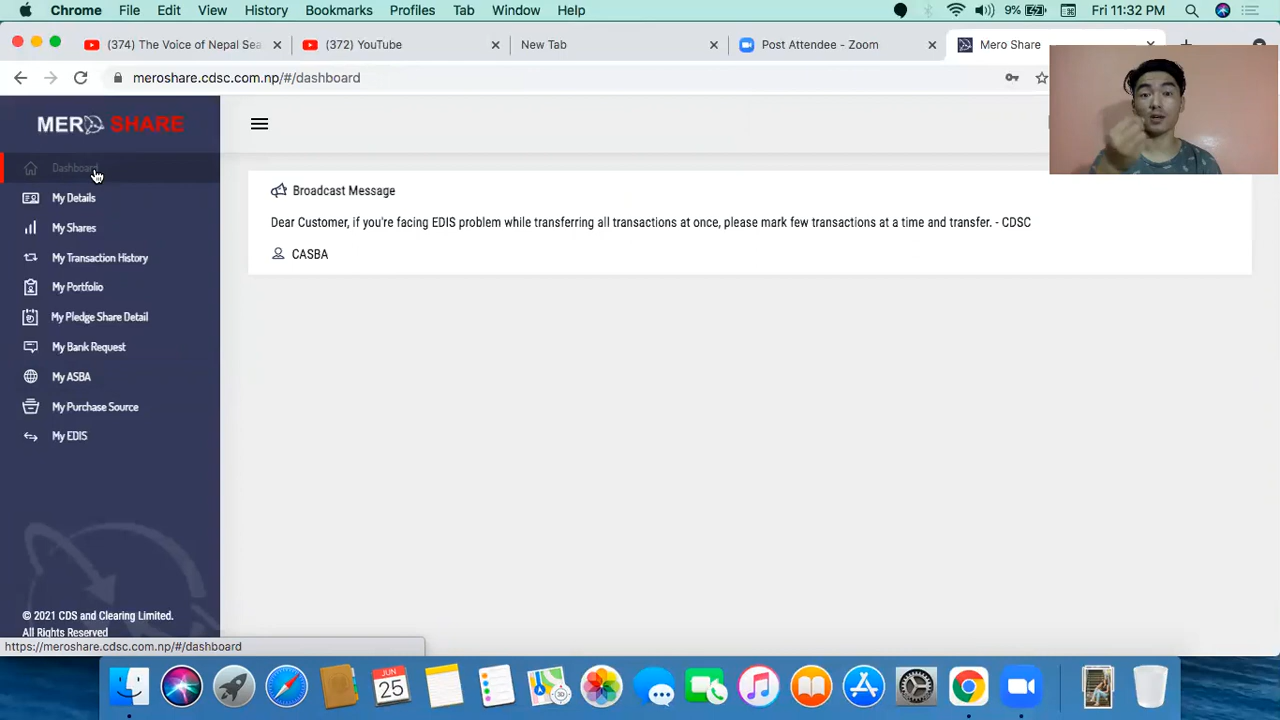 Chrome File Edit View History Bookmarks Profiles Tab Window Help 9% Fri 11:32 PM
(374) The Voice of Nepal Se (372) YouTube New Tab Post Attendee - Zoom Mero Share
meroshare.cdsc.com.np/#/dashboard
MERO SHARE
Dashboard
My Details
My Shares
My Transaction History
My Portfolio
My Pledge Share Detail
My Bank Request
My ASBA
My Purchase Source
My EDIS
Broadcast Message
Dear Customer, if you're facing EDIS problem while transferring all transactions at once, please mark few transactions at a time and transfer. - CDSC
CASBA
© 2021 CDS and Clearing Limited.
All Rights Reserved
https://meroshare.cdsc.com.np/#/dashboard
JUN
25